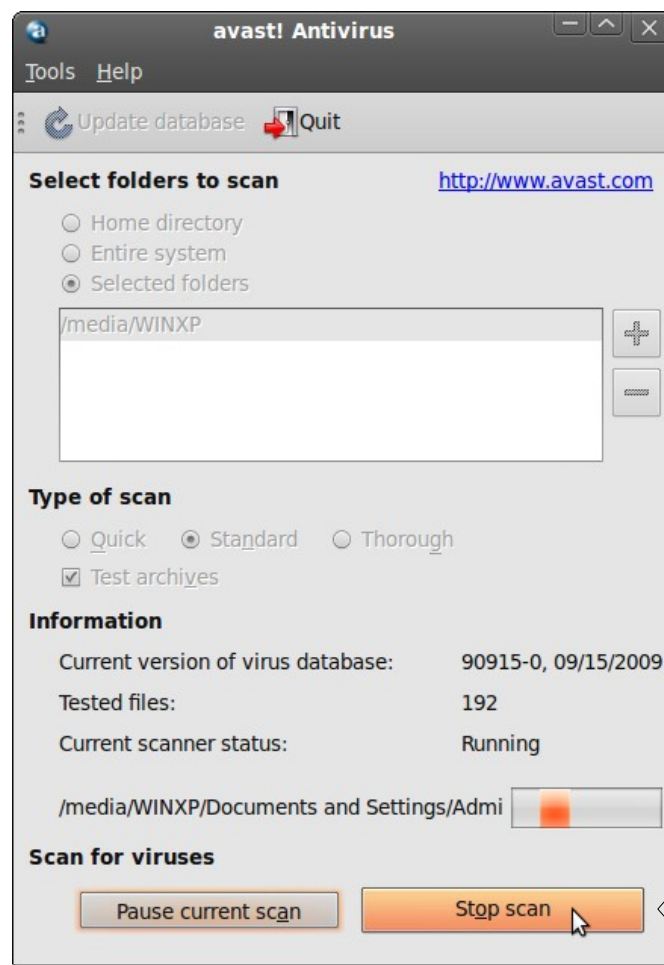 avast! Antivirus
Tools Help
Update database Quit
Select folders to scan http://www.avast.com
Home directory
Entire system
Selected folders
/media/WINXP
Type of scan
Quick Standard Thorough
Test archives
Information
Current version of virus database: 90915-0, 09/15/2009
Tested files: 192
Current scanner status: Running
/media/WINXP/Documents and Settings/Admi
Scan for viruses
Pause current scan Stop scan